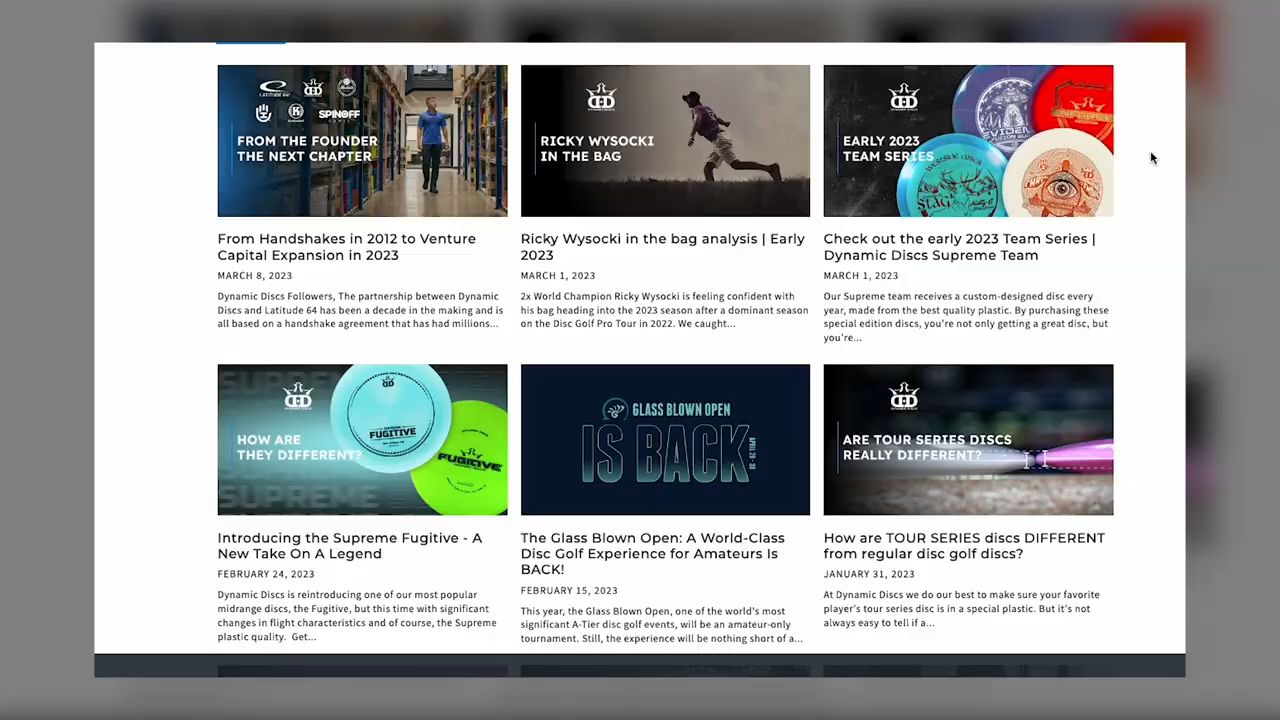 LATITUDE 64°
SPINOFF
FROM THE FOUNDER
THE NEXT CHAPTER
RICKY WYSOCKI
IN THE BAG
EARLY 2023
TEAM SERIES
WESTSIDE DISCS
STAG
From Handshakes in 2012 to Venture
Capital Expansion in 2023
MARCH 8, 2023
Dynamic Discs Followers, The partnership between Dynamic
Discs and Latitude 64 has been a decade in the making and is
all based on a handshake agreement that has had millions...
Ricky Wysocki in the bag analysis | Early
2023
MARCH 1, 2023
2x World Champion Ricky Wysocki is feeling confident with
his bag heading into the 2023 season after a dominant season
on the Disc Golf Pro Tour in 2022. We caught...
Check out the early 2023 Team Series |
Dynamic Discs Supreme Team
MARCH 1, 2023
Our Supreme team receives a custom-designed disc every
year, made from the best quality plastic. By purchasing these
special edition discs, you're not only getting a great disc, but
you're...
SUPREME
HOW ARE
THEY DIFFERENT?
SUPREME
FUGITIVE
FUGITIVE
SUPREME
GLASS BLOWN OPEN
IS BACK
APRIL 26 - 30
ARE TOUR SERIES DISCS
REALLY DIFFERENT?
Introducing the Supreme Fugitive - A
New Take On A Legend
FEBRUARY 24, 2023
Dynamic Discs is reintroducing one of our most popular
midrange discs, the Fugitive, but this time with significant
changes in flight characteristics and of course, the Supreme
plastic quality. Get...
The Glass Blown Open: A World-Class
Disc Golf Experience for Amateurs Is
BACK!
FEBRUARY 15, 2023
This year, the Glass Blown Open, one of the world's most
significant A-Tier disc golf events, will be an amateur-only
tournament. Still, the experience will be nothing short of a...
How are TOUR SERIES discs DIFFERENT
from regular disc golf discs?
JANUARY 31, 2023
At Dynamic Discs we do our best to make sure your favorite
player's tour series disc is in a special plastic. But it's not
always easy to tell if a...